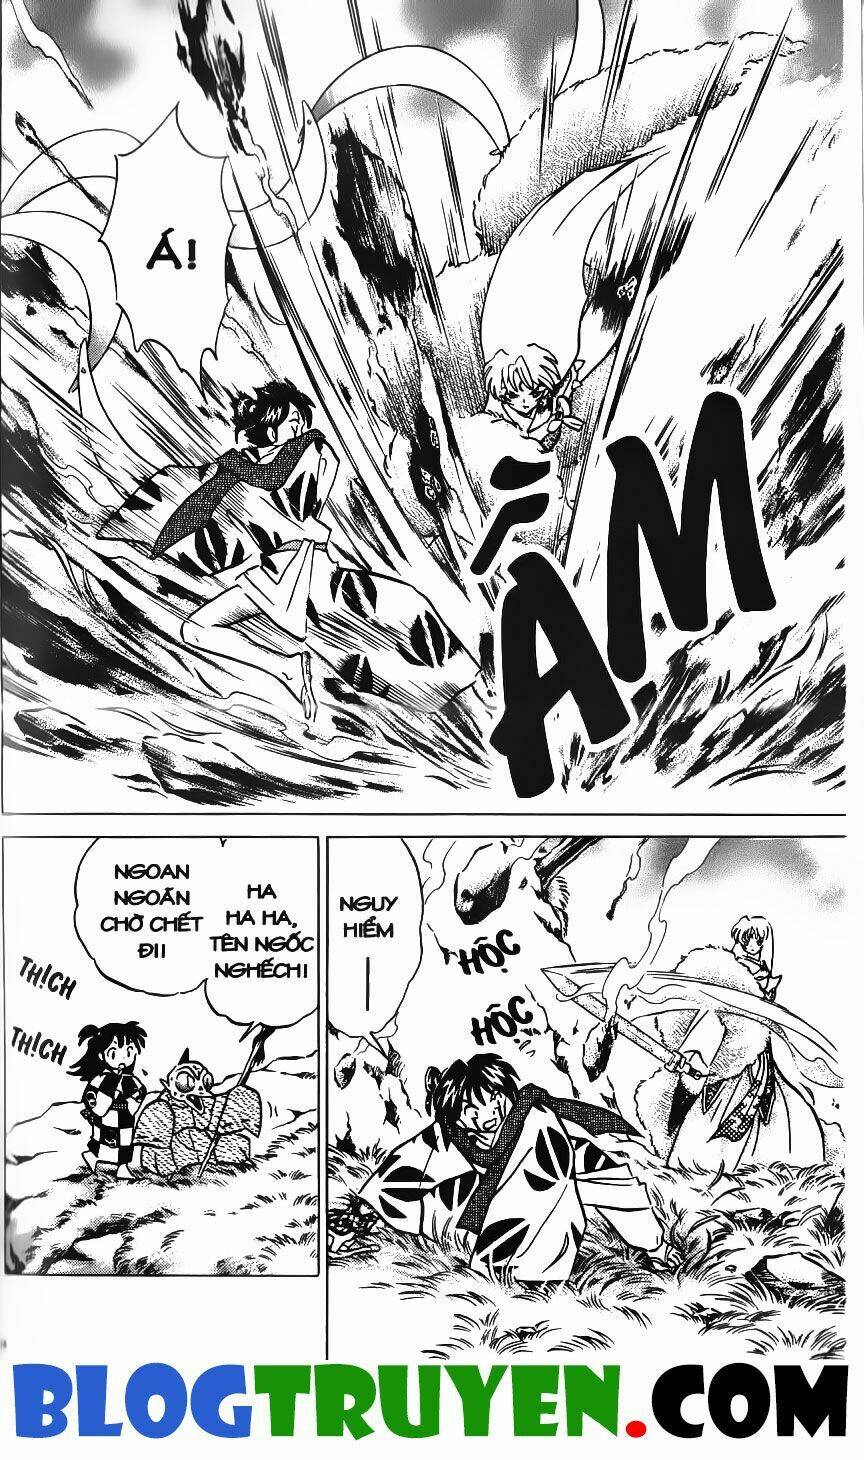 Á!
ẦM
NGUY
HIỂM
—
HỘC
HỘC
HA
HA HA,
TÊN NGỐC
NGHẾCH!
NGOAN
NGOÃN
CHỜ CHẾT
ĐI!
THỊCH
THỊCH
BLOGTRUYEN.COM